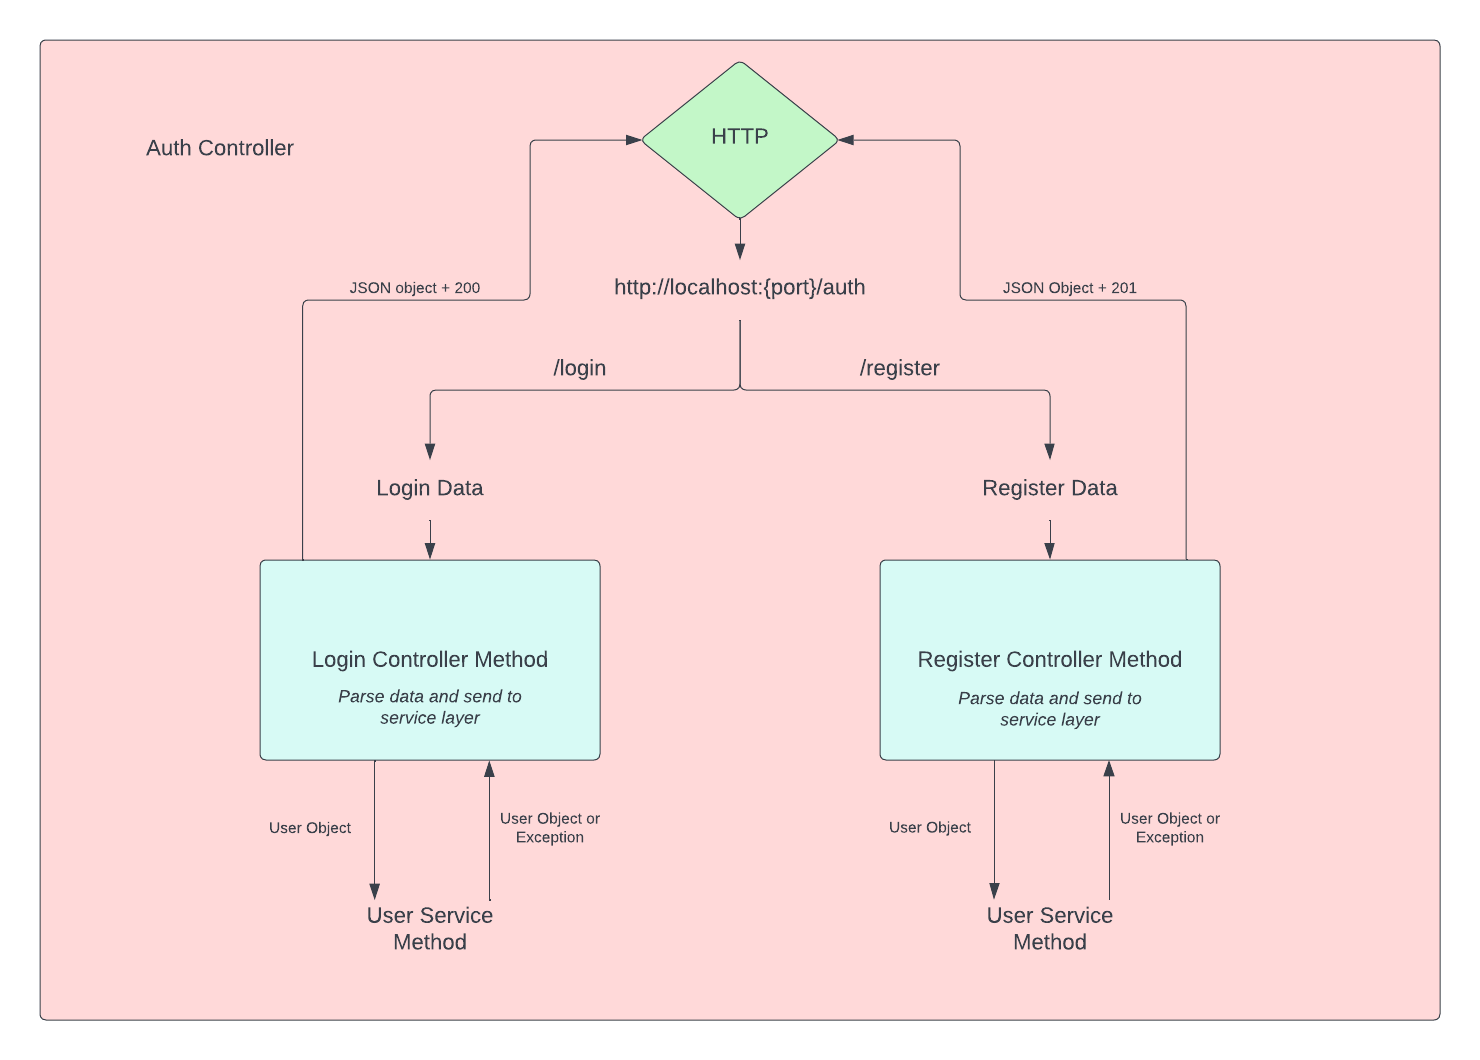 HTTP
Auth Controller
JSON object + 200
http://localhost:{port}/auth
JSON Object + 201
/login
/register
Login Data
Register Data
Login Controller Method
Parse data and send to
service layer
Register Controller Method
Parse data and send to
service layer
User Object
User Object or
Exception
User Object
User Object or
Exception
User Service
Method
User Service
Method